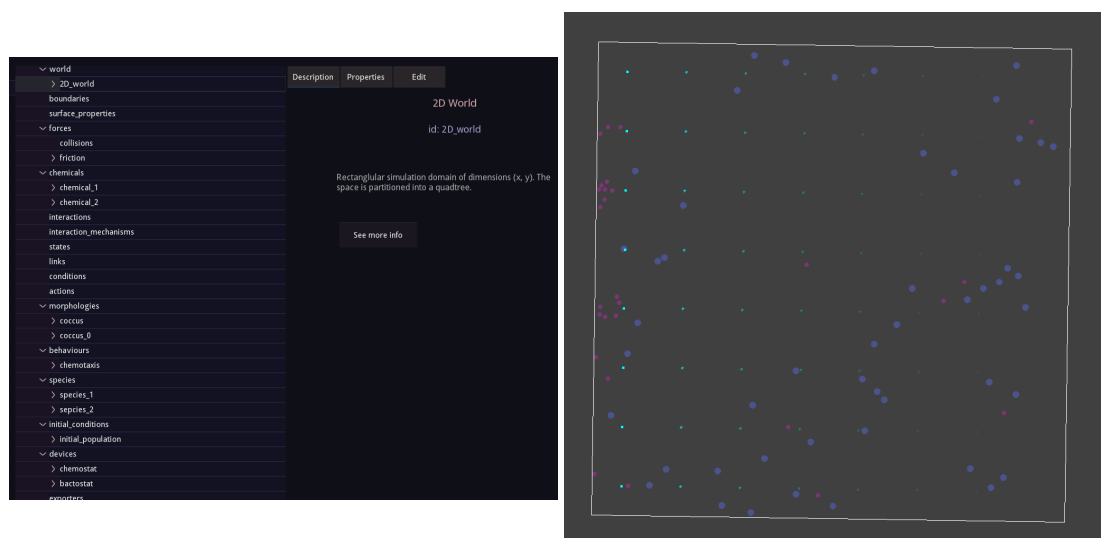 world
2D_world
boundaries
surface_properties
forces
collisions
friction
chemicals
chemical_1
chemical_2
interactions
interaction_mechanisms
states
links
conditions
actions
morphologies
coccus
coccus_0
behaviours
chemotaxis
species
species_1
sepcies_2
initial_conditions
initial_population
devices
chemostat
bactostat
exporters
Description Properties Edit
2D World
id: 2D_world
Rectanglular simulation domain of dimensions (x, y). The
space is partitioned into a quadtree.
See more info